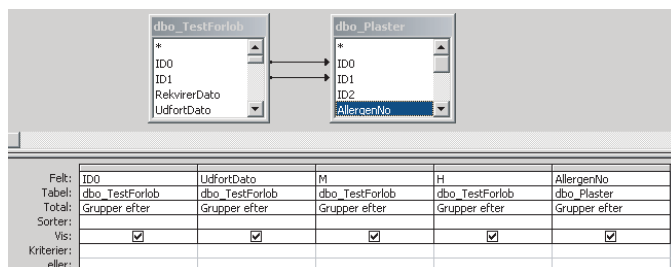 dbo_TestForlob
*
ID0
ID1
RekvirerDato
UdfortDato
dbo_Plaster
*
ID0
ID1
ID2
AllergenNo
Felt: ID0 UdfortDato M H AllergenNo
Tabel: dbo_TestForlob dbo_TestForlob dbo_TestForlob dbo_TestForlob dbo_Plaster
Total: Grupper efter Grupper efter Grupper efter Grupper efter Grupper efter
Sorter:
Vis:
Kriterier:
eller: